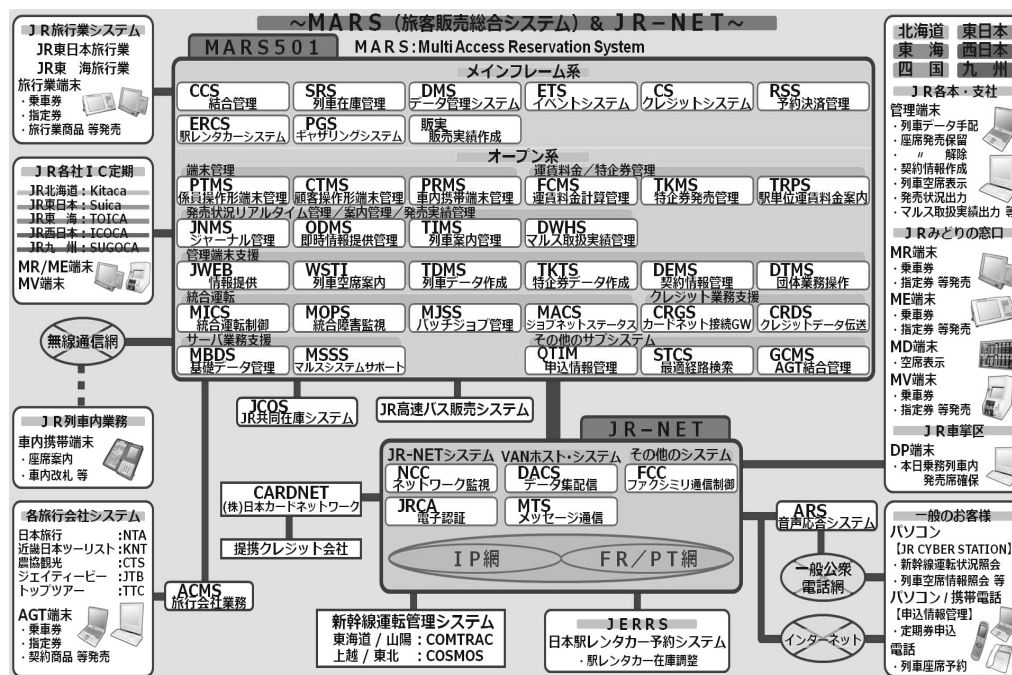 ～MARS（旅客販売総合システム）& JR－NET～
MARS501
MARS：Multi Access Reservation System
ＪＲ旅行業システム
JR東日本旅行業
JR東　海旅行業
旅行業端末
・乗車券
・指定券
・旅行業商品 等発売
ＪＲ各社ＩＣ定期
JR北海道：Kitaca
JR東日本：Suica
JR東　海：TOICA
JR西日本：ICOCA
JR九　州：SUGOCA
MR/ME端末
MV端末
無線通信網
ＪＲ列車内業務
車内携帯端末
・座席案内
・車内改札 等
各旅行会社システム
日本旅行　：NTA
近畿日本ツーリスト：KNT
農協観光　：CTS
ジェイティービー　：JTB
トップツアー　：TTC
AGT端末
・乗車券
・指定券
・契約商品 等発売
メインフレーム系
CCS
結合管理
SRS
列車在庫管理
DMS
データ管理システム
ETS
イベントシステム
CS
クレジットシステム
RSS
予約決済管理
ERCS
駅レンタカーシステム
PGS
ギャザリングシステム
販実
販売実績作成
オープン系
端末管理
運賃料金／特企券管理
PTMS
係員操作形端末管理
CTMS
顧客操作形端末管理
PRMS
車内携帯端末管理
FCMS
運賃料金計算管理
TKMS
特企券発売管理
TRPS
駅単位運賃料金案内
発売状況リアルタイム管理／案内管理／発売実績管理
JNMS
ジャーナル管理
ODMS
即時情報提供管理
TIMS
列車案内管理
DWHS
マルス取扱実績管理
管理端末支援
JWEB
情報提供
WSTI
列車空席案内
TDMS
列車データ作成
TKTS
特企券データ作成
DEMS
契約情報管理
DTMS
団体業務操作
統合運転
クレジット業務支援
MICS
統合運転制御
MOPS
統合障害監視
MJSS
バッチジョブ管理
MACS
ジョブネットステータス
CRGS
カードネット接続GW
CRDS
クレジットデータ伝送
サーバ業務支援
その他のサブシステム
MBDS
基礎データ管理
MSSS
マルスシステムサポート
QTIM
申込情報管理
STCS
最適経路検索
GCMS
AGT結合管理
JCOS
JR共同在庫システム
JR高速バス販売システム
JR－NET
JR-NETシステム
VANホスト・システム
その他のシステム
NCC
ネットワーク監視
DACS
データ集配信
FCC
ファクシミリ通信制御
JRCA
電子認証
MTS
メッセージ通信
ＩＰ網
FR／PT網
CARDNET
(株)日本カードネットワーク
提携クレジット会社
ACMS
旅行会社業務
新幹線運転管理システム
東海道 / 山陽：COMTRAC
上越 / 東北　：COSMOS
JERRS
日本駅レンタカー予約システム
・駅レンタカー在庫調整
ARS
音声応合システム
一般公衆
電話網
インターネット
北海道　東日本
東　海　西日本
四　国　九　州
ＪＲ各本・支社
管理端末
・列車データ手配
・座席発売保留
・　〃　解除
・契約情報作成
・列車空席表示
・発売状況出力
・マルス取扱実績出力 等
ＪＲみどりの窓口
MR端末
・乗車券
・指定券 等発売
ME端末
・乗車券
・指定券 等発売
MD端末
・空席表示
MV端末
・乗車券
・指定券 等発売
ＪＲ車掌区
DP端末
・本日乗務列車内
発売席確保
一般のお客様
パソコン
【JR CYBER STATION】
・新幹線運転状況照会
・列車空席情報照会 等
パソコン / 携帯電話
【申込情報管理】
・定期券申込
電話
・列車座席予約